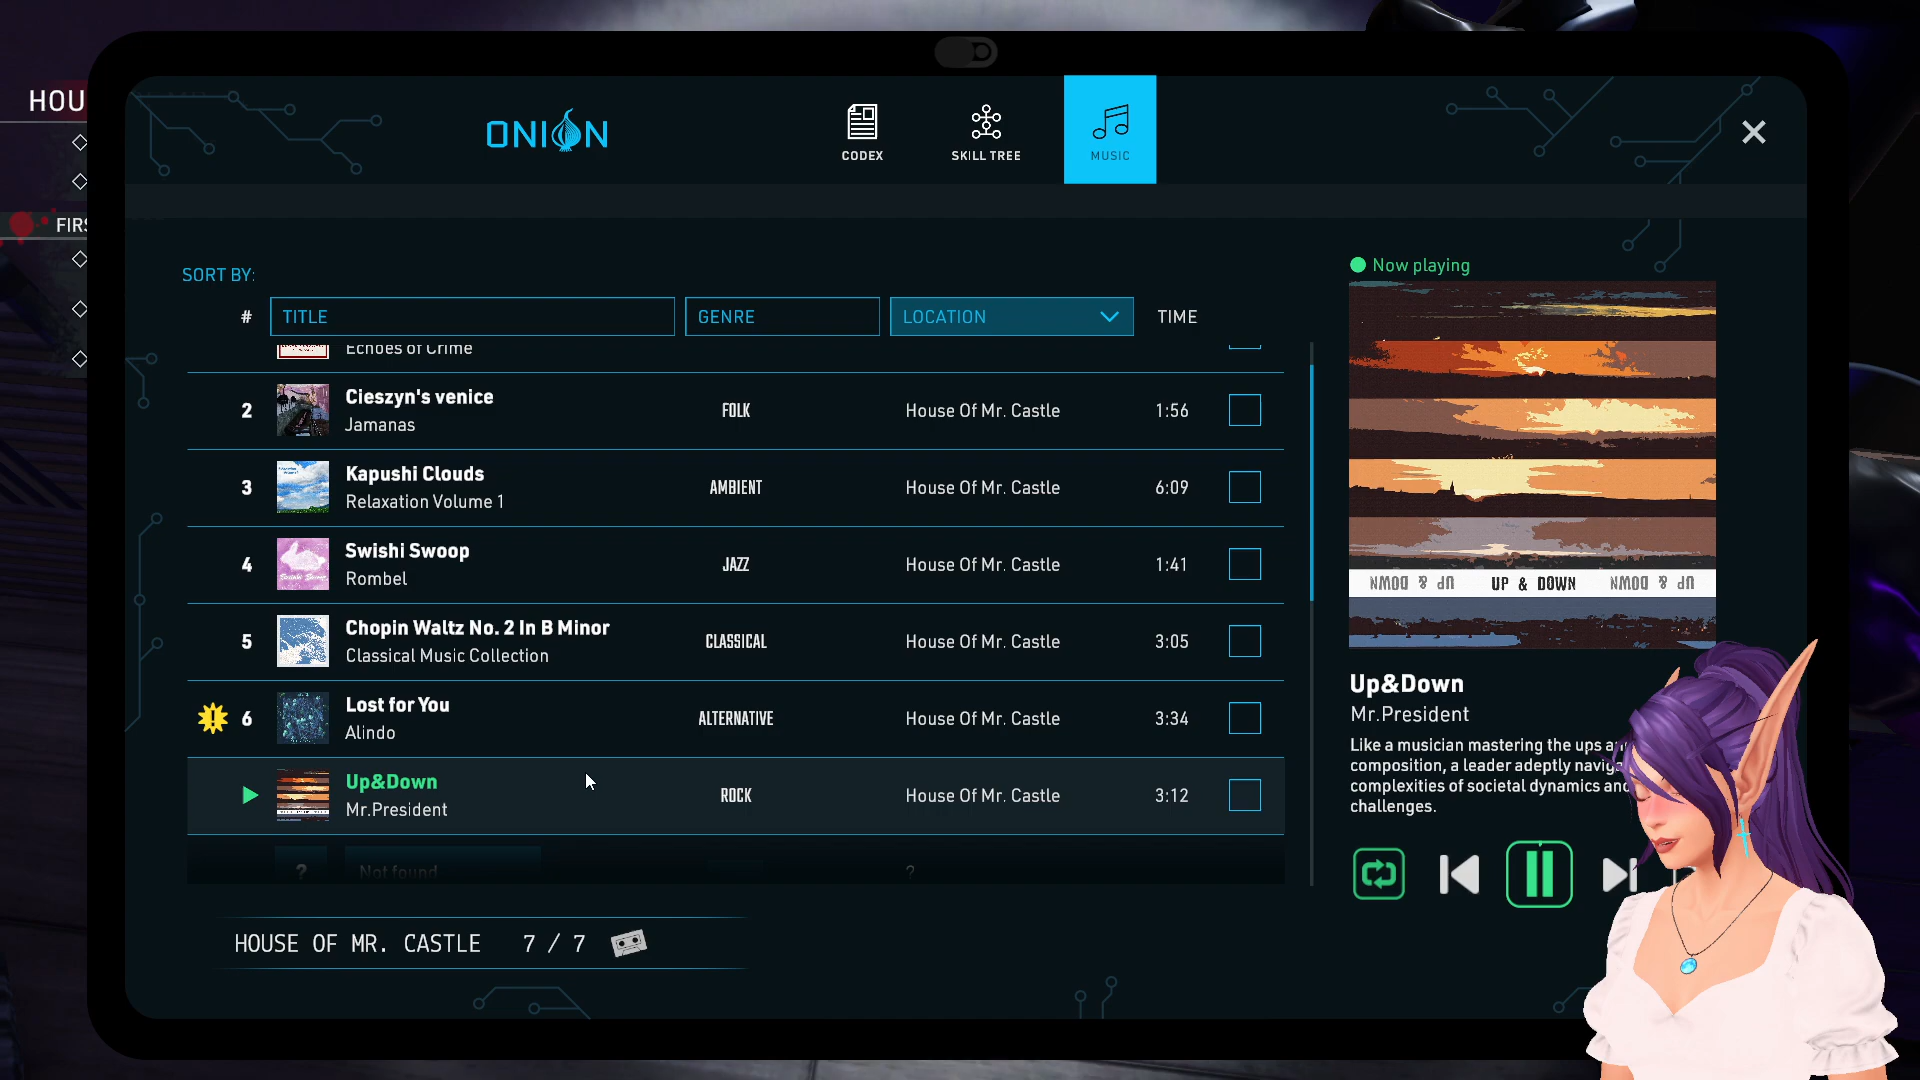 HOU
FIRS
ONION
CODEX
SKILL TREE
MUSIC
SORT BY:
# TITLE GENRE LOCATION TIME
Echoes of Crime
2 Cieszyn's venice FOLK House Of Mr. Castle 1:56
Jamanas
3 Kapushi Clouds AMBIENT House Of Mr. Castle 6:09
Relaxation Volume 1
4 Swishi Swoop JAZZ House Of Mr. Castle 1:41
Rombel
5 Chopin Waltz No. 2 In B Minor CLASSICAL House Of Mr. Castle 3:05
Classical Music Collection
! 6 Lost for You ALTERNATIVE House Of Mr. Castle 3:34
Alindo
Up&Down ROCK House Of Mr. Castle 3:12
Mr.President
? Not found ?
HOUSE OF MR. CASTLE 7 / 7
Now playing
UP & DOWN UP & DOWN UP & DOWN
Up&Down
Mr.President
Like a musician mastering the ups
composition, a leader adeptly
complexities of societal dynamics and
challenges.